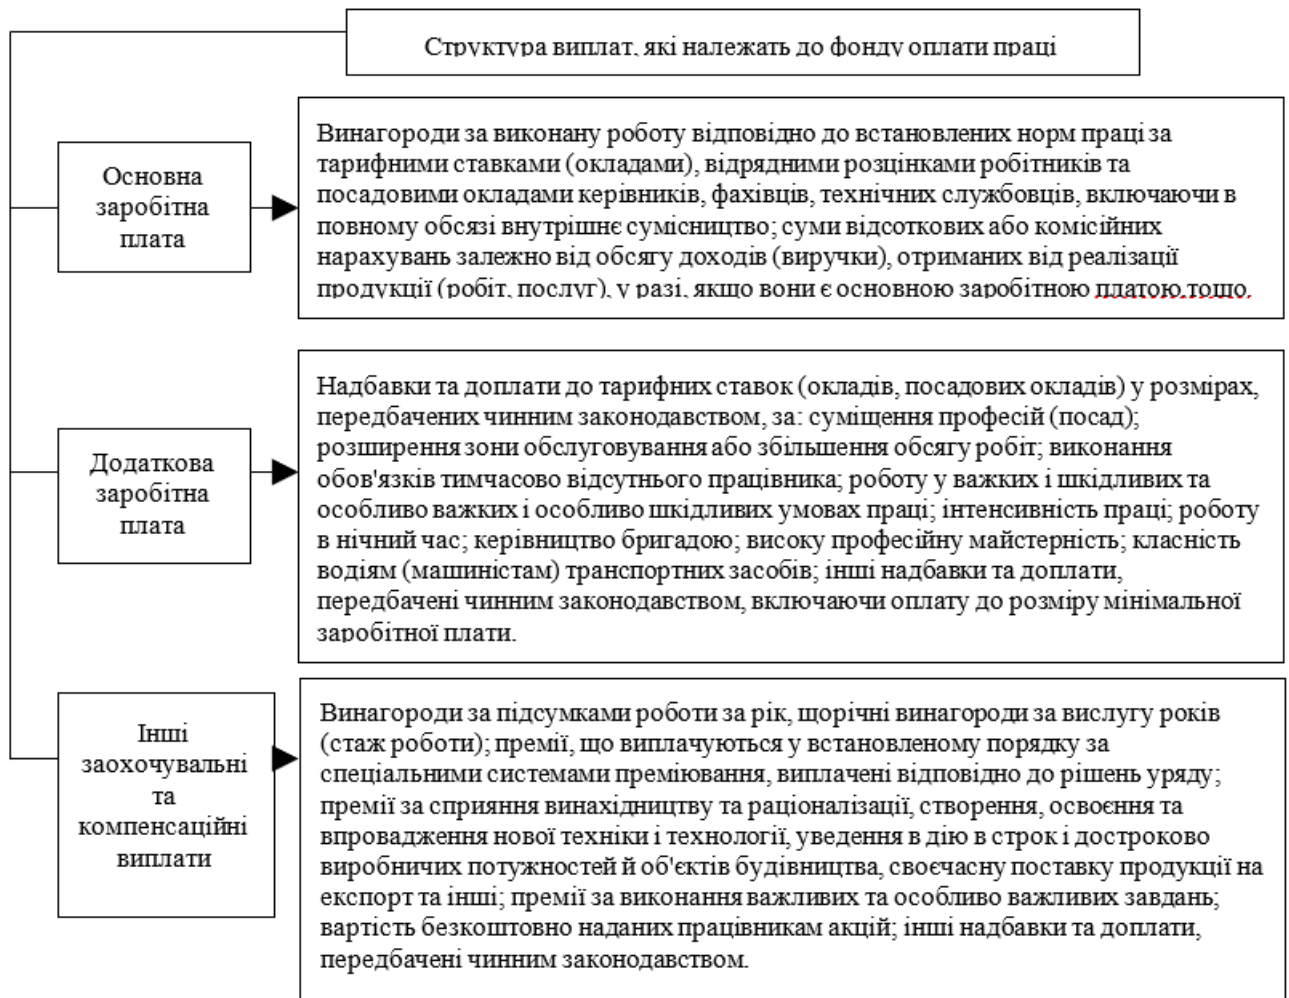 Структура виплат, які належать до фонду оплати праці
Основна
заробітна
плата
Винагороди за виконану роботу відповідно до встановлених норм праці за
тарифними ставками (окладами), відрядними розцінками робітників та
посадовими окладами керівників, фахівців, технічних службовців, включаючи в
повному обсязі внутрішнє сумісництво; суми відсоткових або комісійних
нарахувань залежно від обсягу доходів (виручки), отриманих від реалізації
продукції (робіт, послуг), у разі, якщо вони є основною заробітною платою,тощо.
Додаткова
заробітна
плата
Надбавки та доплати до тарифних ставок (окладів, посадових окладів) у розмірах,
передбачених чинним законодавством, за: суміщення професій (посад);
розширення зони обслуговування або збільшення обсягу робіт; виконання
обов'язків тимчасово відсутнього працівника; роботу у важких і шкідливих та
особливо важких і особливо шкідливих умовах праці; інтенсивність праці; роботу
в нічний час; керівництво бригадою; високу професійну майстерність; класність
водіям (машиністам) транспортних засобів; інші надбавки та доплати,
передбачені чинним законодавством, включаючи оплату до розміру мінімальної
заробітної плати.
Інші
заохочувальні
та
компенсаційні
виплати
Винагороди за підсумками роботи за рік, щорічні винагороди за вислугу років
(стаж роботи); премії, що виплачуються у встановленому порядку за
спеціальними системами преміювання, виплачені відповідно до рішень уряду;
премії за сприяння винахідництву та раціоналізації, створення, освоєння та
впровадження нової техніки і технології, уведення в дію в строк і достроково
виробничих потужностей й об'єктів будівництва, своєчасну поставку продукції на
експорт та інші; премії за виконання важливих та особливо важливих завдань;
вартість безкоштовно наданих працівникам акцій; інші надбавки та доплати,
передбачені чинним законодавством.